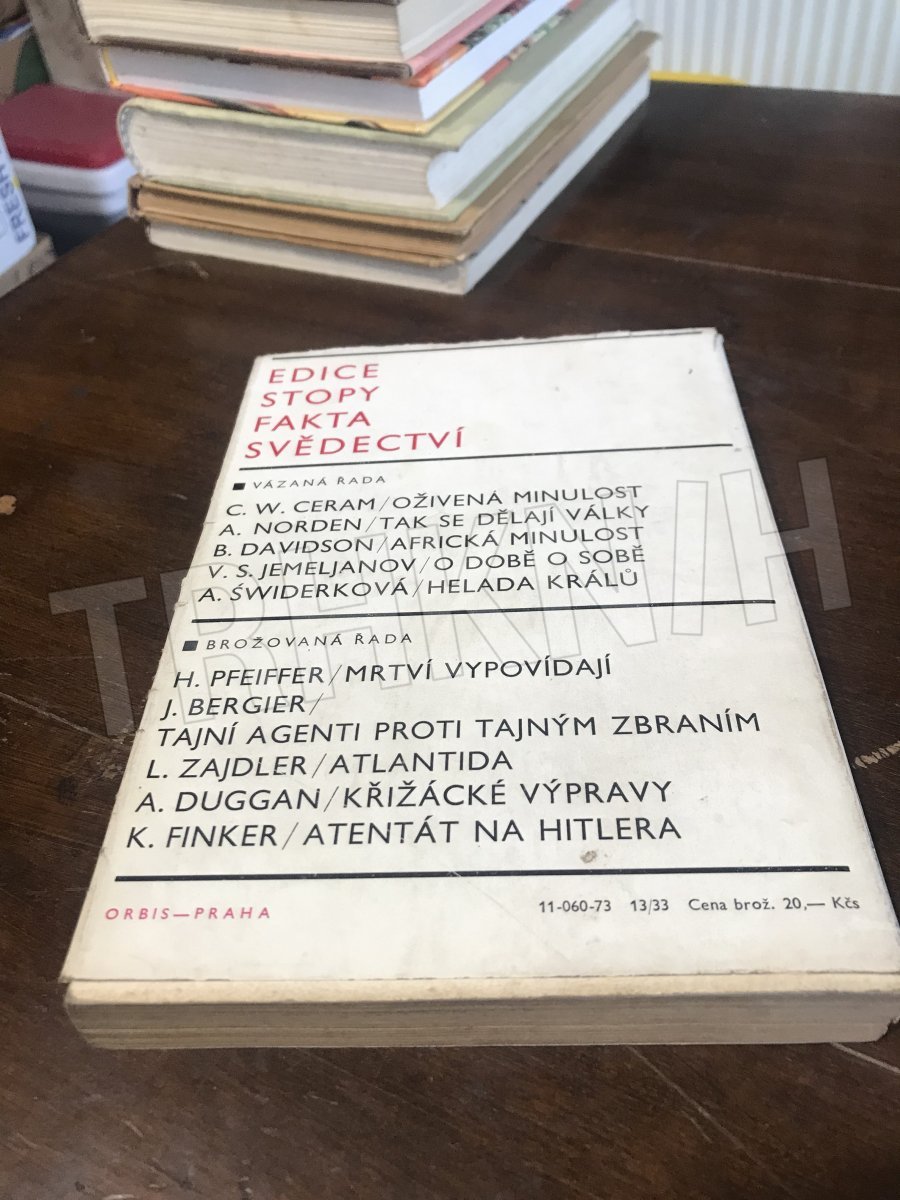 FRESH
EDICE
STOPY
FAKTA
SVĚDECTVÍ
VÁZANÁ ŘADA
C. W. CERAM/OŽIVENÁ MINULOST
A. NORDEN/TAK SE DĚLAJÍ VÁLKY
B. DAVIDSON/AFRICKÁ MINULOST
V. S. JEMELJANOV/O DOBĚ O SOBĚ
A. ŚWIDERKOVÁ/HELADA KRÁLŮ
BROŽOVANÁ ŘADA
H. PFEIFFER/MRTVÍ VYPOVÍDAJÍ
J. BERGIER/
TAJNÍ AGENTI PROTI TAJNÝM ZBRANÍM
L. ZAJDLER/ATLANTIDA
A. DUGGAN/KŘIŽÁCKÉ VÝPRAVY
K. FINKER/ATENTÁT NA HITLERA
ORBIS—PRAHA 11-060-73 13/33 Cena brož. 20,— Kčs